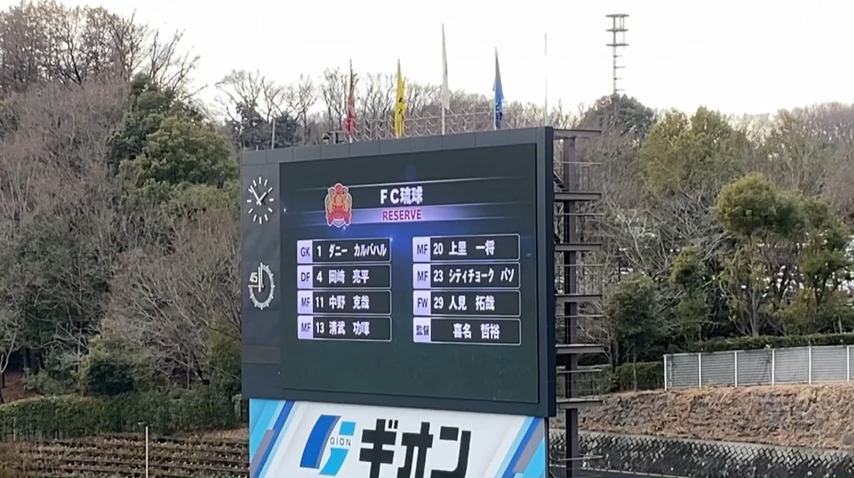 FC琉球
RESERVE
GK 1 ダニー カルバハル
DF 4 岡﨑 亮平
MF 11 中野 克哉
MF 13 清武 功暉
MF 20 上里 一将
MF 23 シティチョーク パソ
FW 29 人見 拓哉
監督 喜名 哲裕
45
GION
ギオン